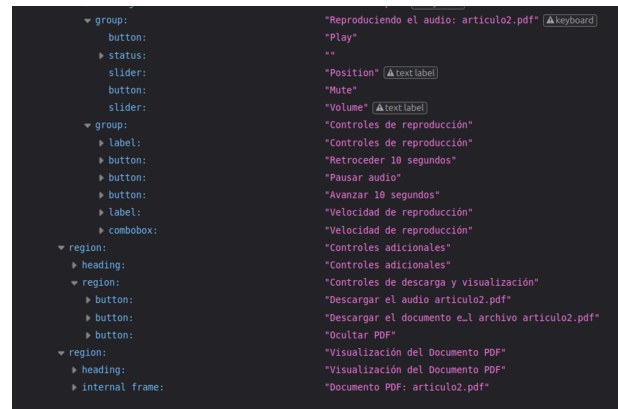 group: "Reproduciendo el audio: articulo2.pdf" keyboard
button: "Play"
status: ""
slider: "Position" text label
button: "Mute"
slider: "Volume" text label
group: "Controles de reproducción"
label: "Controles de reproducción"
button: "Retroceder 10 segundos"
button: "Pausar audio"
button: "Avanzar 10 segundos"
label: "Velocidad de reproducción"
combobox: "Velocidad de reproducción"
region: "Controles adicionales"
heading: "Controles adicionales"
region: "Controles de descarga y visualización"
button: "Descargar el audio articulo2.pdf"
button: "Descargar el documento e…l archivo articulo2.pdf"
button: "Ocultar PDF"
region: "Visualización del Documento PDF"
heading: "Visualización del Documento PDF"
internal frame: "Documento PDF: articulo2.pdf"